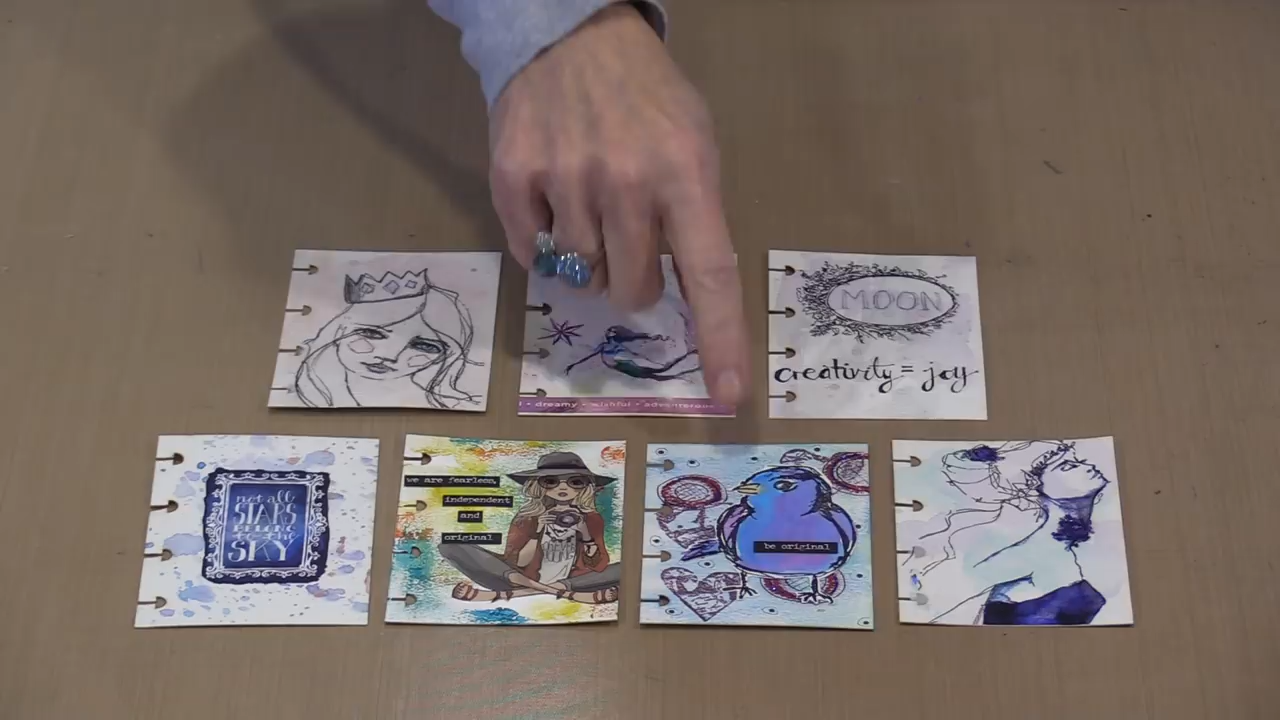 MOON
creativity = joy
• dreamy • wishful • adventurous
not all
STARS
belong
to the
SKY
we are fearless,
independent
and
original
be original